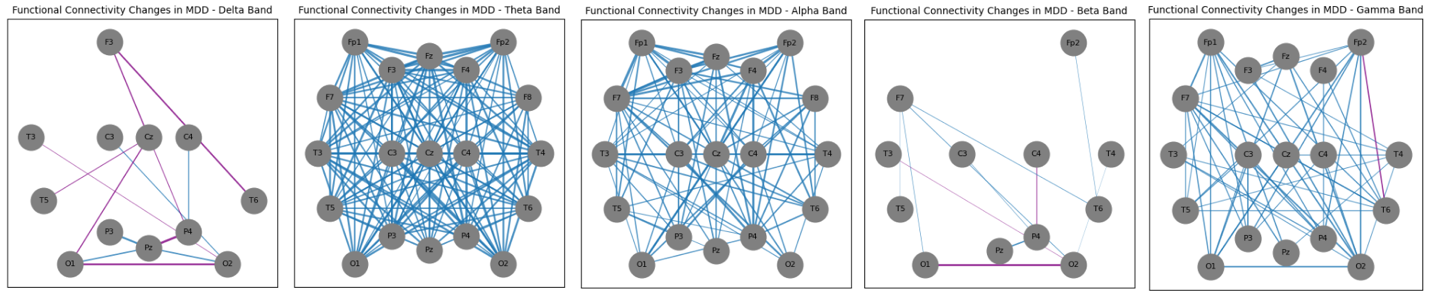 Functional Connectivity Changes in MDD - Delta Band
F3
T3
C3
Cz
C4
T5
T6
P3
P4
Pz
O1
O2
Functional Connectivity Changes in MDD - Theta Band
Fp1
Fp2
Fz
F3
F4
F7
F8
T3
C3
Cz
C4
T4
T5
T6
P3
P4
Pz
O1
O2
Functional Connectivity Changes in MDD - Alpha Band
Fp1
Fp2
Fz
F3
F4
F7
F8
T3
C3
Cz
C4
T4
T5
T6
P3
P4
Pz
O1
O2
Functional Connectivity Changes in MDD - Beta Band
Fp2
F7
T3
C3
C4
T4
T5
T6
P4
Pz
O1
O2
Functional Connectivity Changes in MDD - Gamma Band
Fp1
Fp2
Fz
F3
F4
F7
T3
C3
Cz
C4
T4
T5
T6
P3
P4
Pz
O1
O2